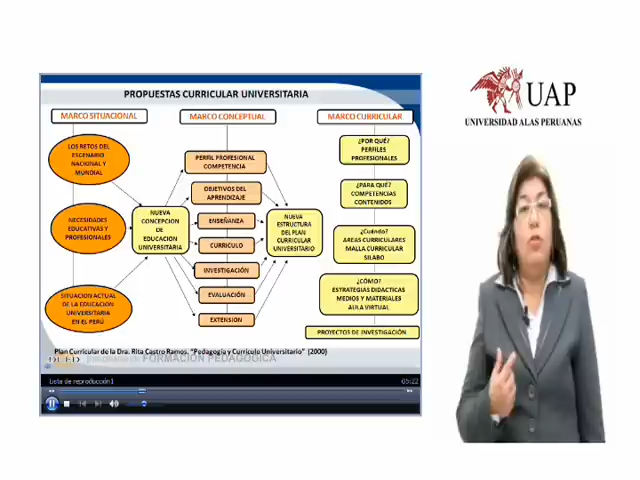 PROPUESTAS CURRICULAR UNIVERSITARIA
MARCO SITUACIONAL
MARCO CONCEPTUAL
MARCO CURRICULAR
LOS RETOS DEL
ESCENARIO
NACIONAL Y
MUNDIAL
NECESIDADES
EDUCATIVAS Y
PROFESIONALES
SITUACION ACTUAL
DE LA EDUCACION
UNIVERSITARIA
EN EL PERÚ
NUEVA
CONCEPCION
DE
EDUCACION
UNIVERSITARIA
PERFIL PROFESIONAL
COMPETENCIA
OBJETIVOS DEL
APRENDIZAJE
ENSEÑANZA
CURRICULO
INVESTIGACIÓN
EVALUACIÓN
EXTENSION
NUEVA
ESTRUCTURA
DEL PLAN
CURRICULAR
UNIVERSITARIO
¿POR QUÉ?
PERFILES
PROFESIONALES
¿PARA QUÉ?
COMPETENCIAS
CONTENIDOS
¿Cuándo?
AREAS CURRICULARES
MALLA CURRICULAR
SILABO
¿CÓMO?
ESTRATEGIAS DIDACTICAS
MEDIOS Y MATERIALES
AULA VIRTUAL
PROYECTOS DE INVESTIGACIÓN
Plan Curricular de la Dra. Rita Castro Ramos. "Pedagogía y Currículo Universitario" (2000)
FORMACIÓN PEDAGÓGICA
Lista de reproducción1
05:22
UAP
UNIVERSIDAD ALAS PERUANAS